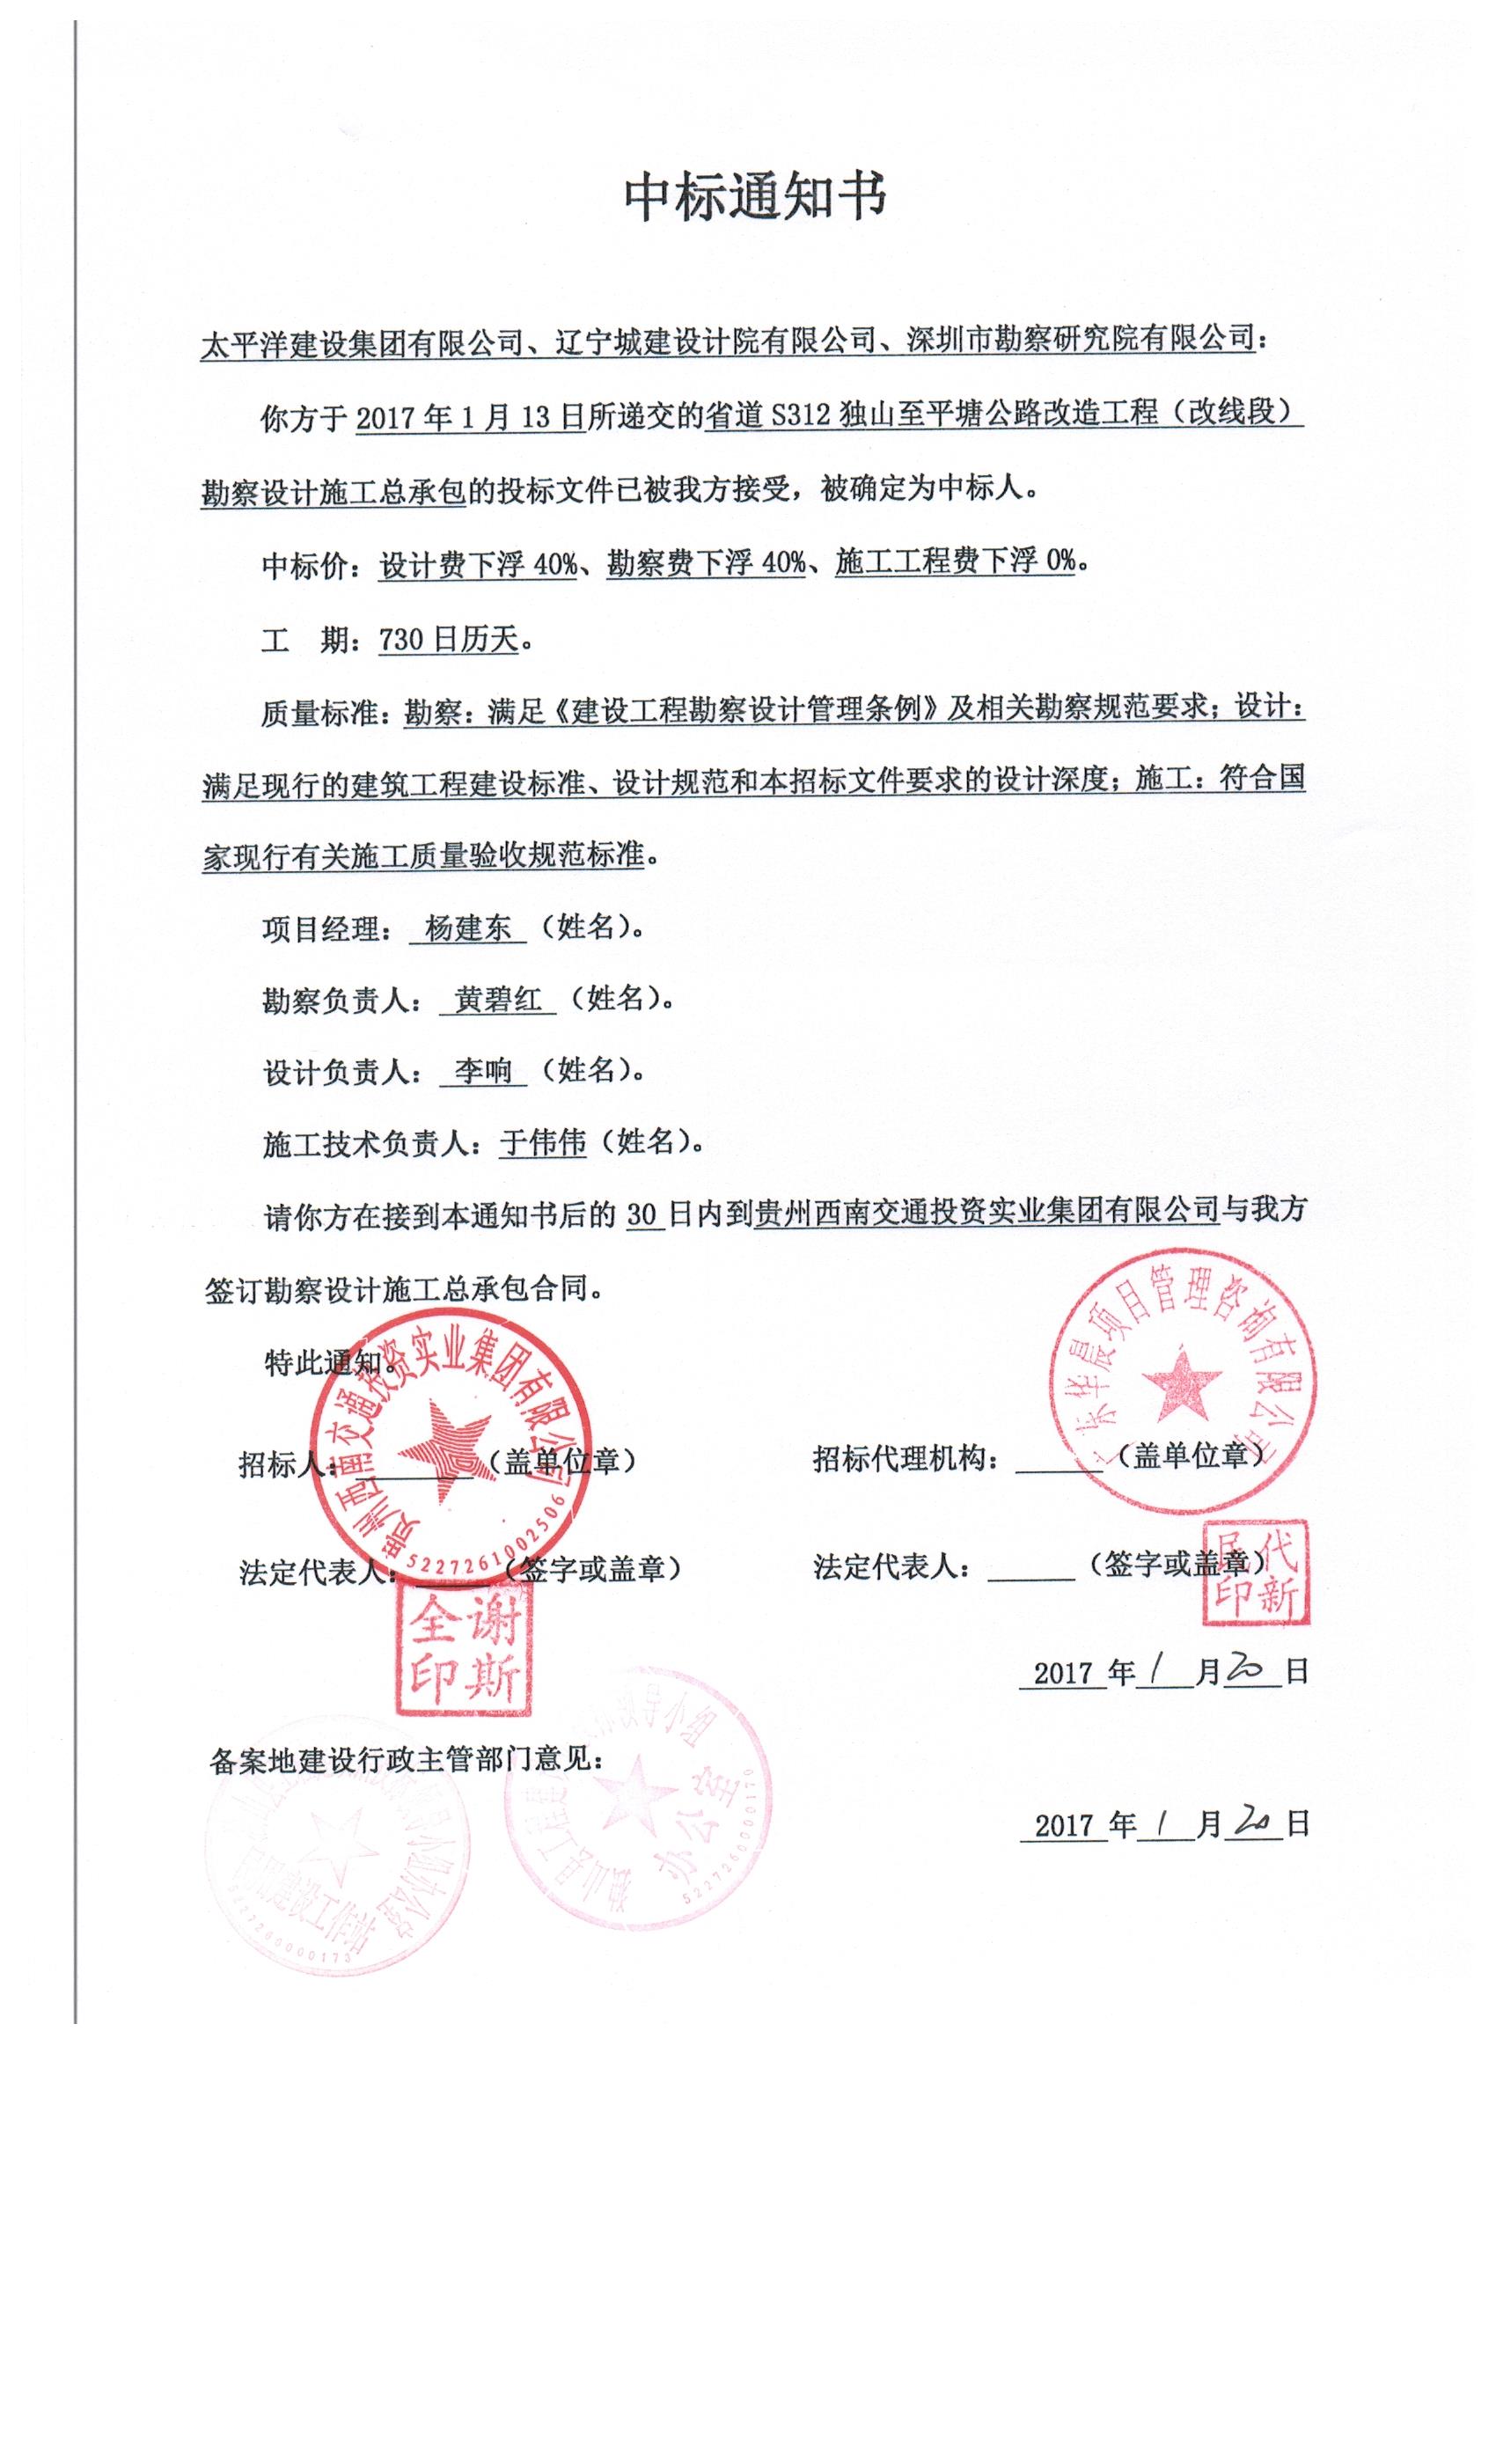 中标通知书
太平洋建设集团有限公司、辽宁城建设计院有限公司、深圳市勘察研究院有限公司：
你方于 2017 年 1 月 13 日所递交的省道 S312 独山至平塘公路改造工程（改线段）
勘察设计施工总承包的投标文件已被我方接受，被确定为中标人。
中标价：设计费下浮 40%、勘察费下浮 40%、施工工程费下浮 0%。
工 期：730 日历天。
质量标准：勘察：满足《建设工程勘察设计管理条例》及相关勘察规范要求；设计：
满足现行的建筑工程建设标准、设计规范和本招标文件要求的设计深度；施工：符合国
家现行有关施工质量验收规范标准。
项目经理： 杨建东 （姓名）。
勘察负责人： 黄碧红 （姓名）。
设计负责人： 李响 （姓名）。
施工技术负责人：于伟伟（姓名）。
请你方在接到本通知书后的 30 日内到贵州西南交通投资实业集团有限公司与我方
签订勘察设计施工总承包合同。
特此通知。
贵州西南交通投资实业集团有限公司
5227261002506
广东华晨项目管理咨询有限公司
招标人：________（盖单位章） 招标代理机构：______（盖单位章）
法定代表人：______（签字或盖章） 法定代表人：______（签字或盖章）
谢斯全印
代新民印
2017 年 1 月 20 日
备案地建设行政主管部门意见：
2017 年 1 月 20 日
独山县工程建
领导小组
办公室
5227260000170
小组办公室
建设工作站
5227260000173